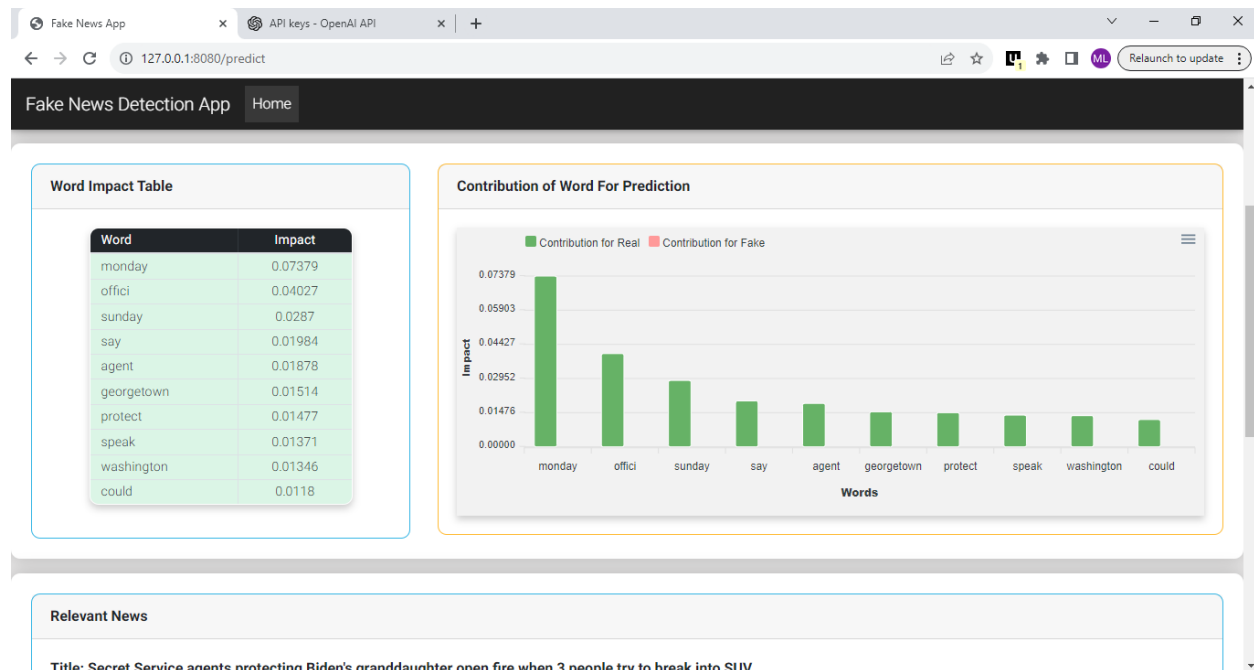 Fake News App
API keys - OpenAI API
127.0.0.1:8080/predict
1
ML
Relaunch to update
Fake News Detection App Home
Word Impact Table
Word Impact
monday 0.07379
offici 0.04027
sunday 0.0287
say 0.01984
agent 0.01878
georgetown 0.01514
protect 0.01477
speak 0.01371
washington 0.01346
could 0.0118
Contribution of Word For Prediction
Contribution for Real Contribution for Fake
Impact
0.07379
0.05903
0.04427
0.02952
0.01476
0.00000
monday offici sunday say agent georgetown protect speak washington could
Words
Relevant News
Title: Secret Service agents protecting Biden's granddaughter open fire when 3 people try to break into SUV